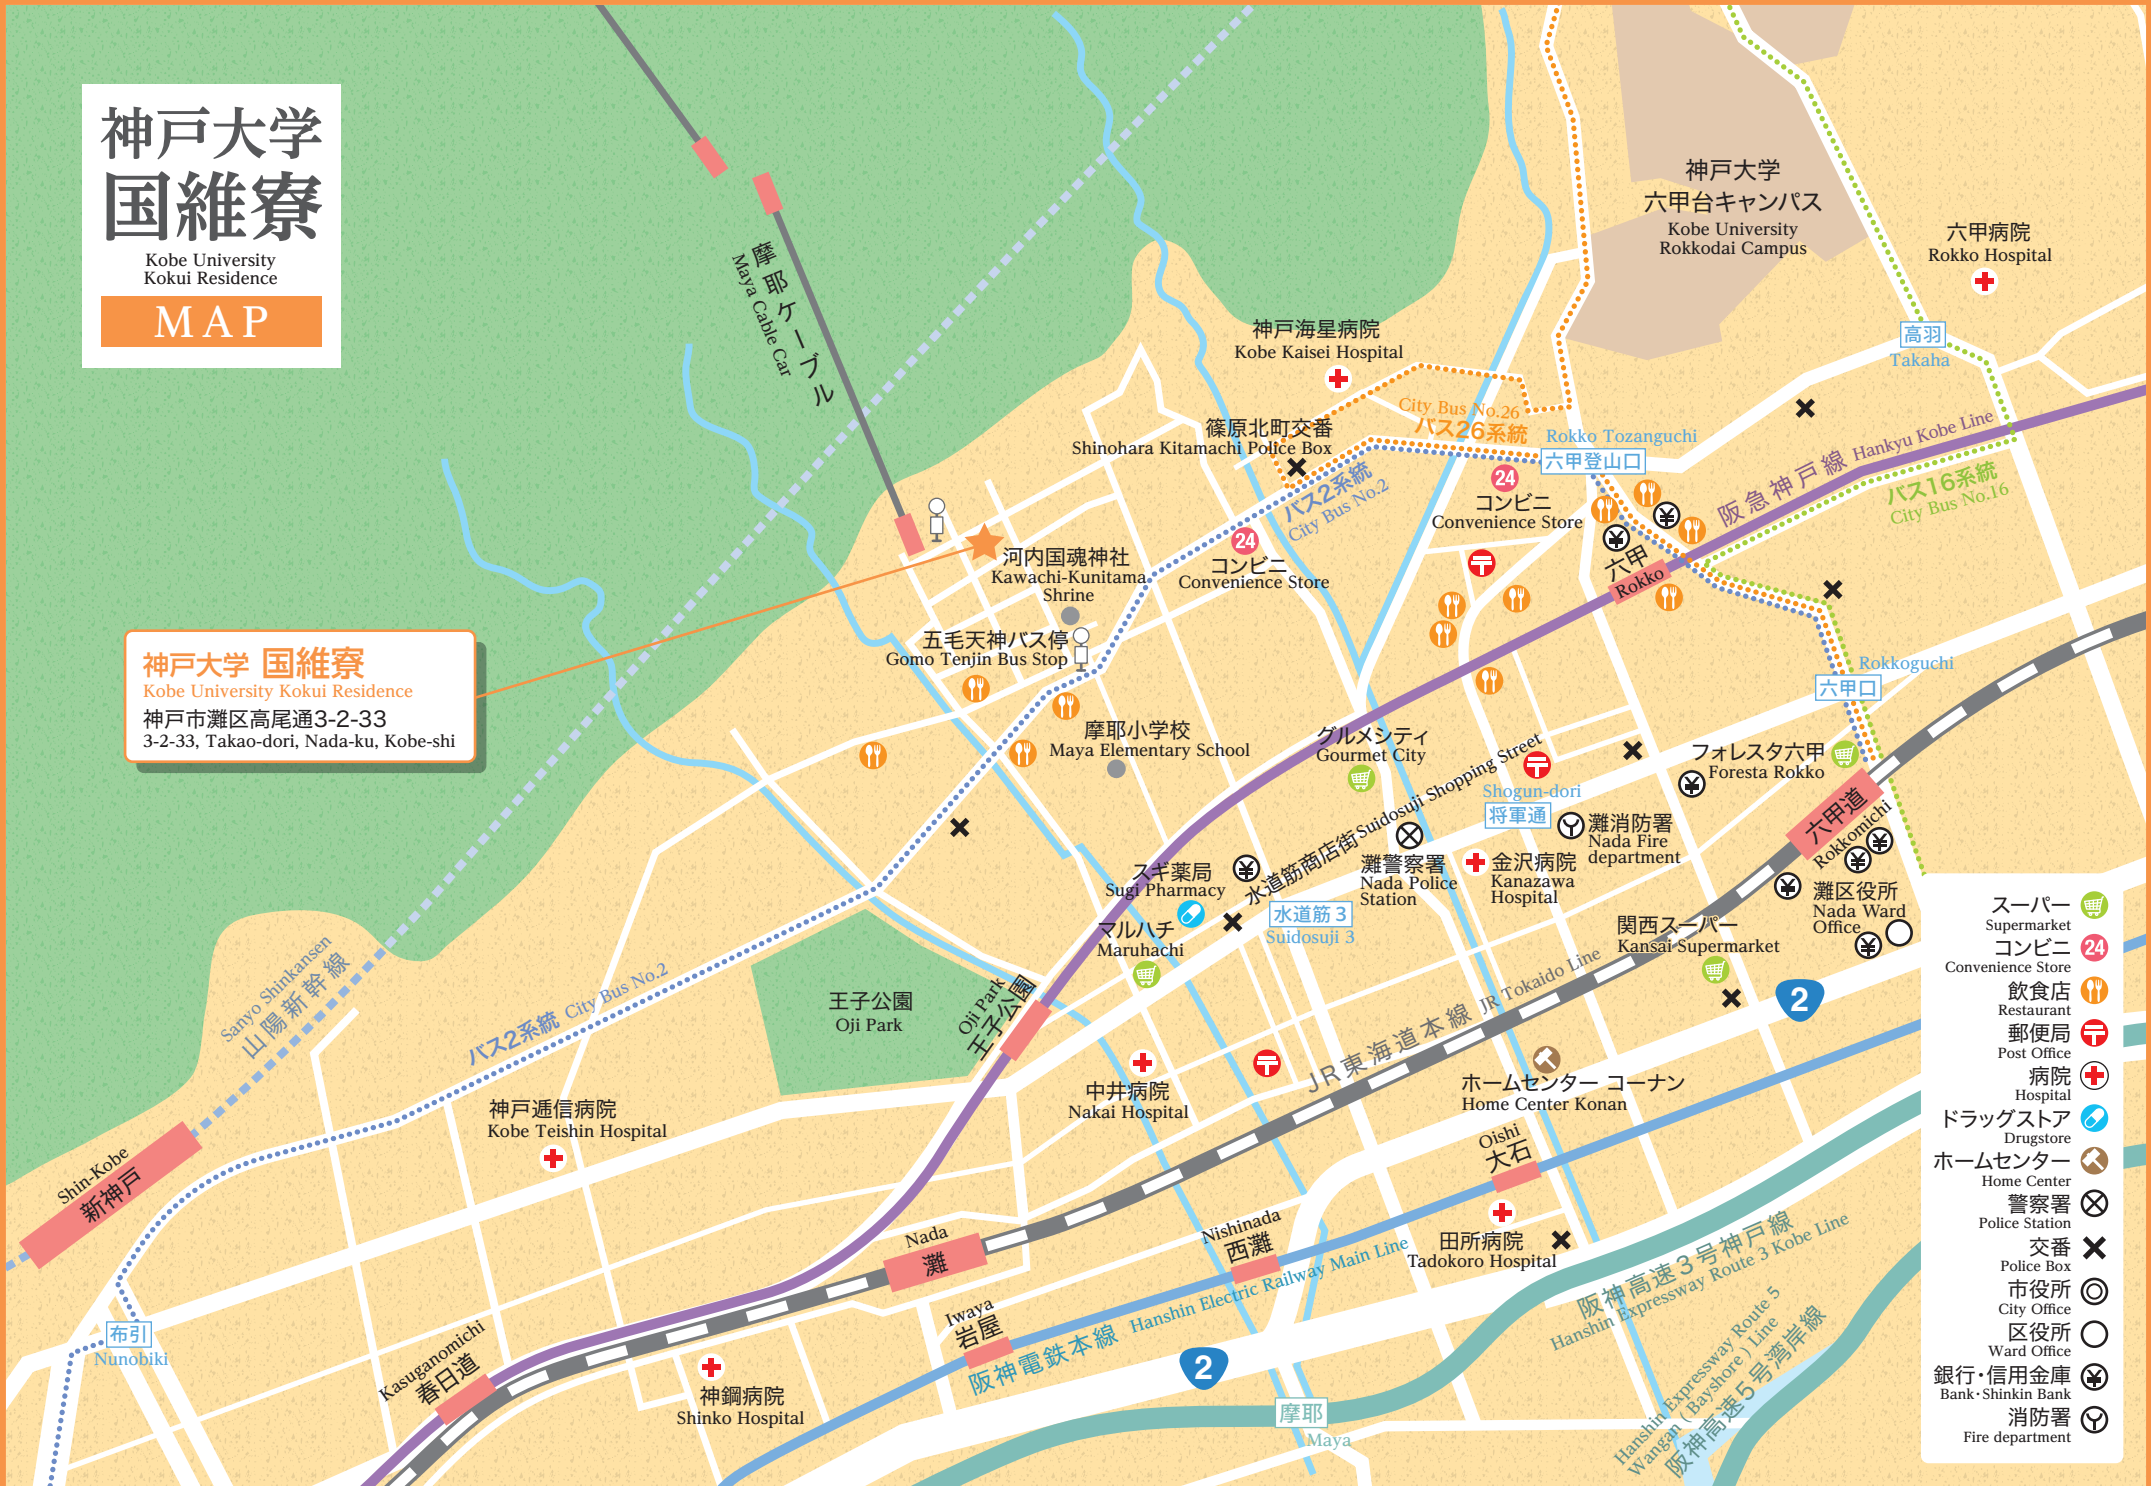 神戸大学
国維寮
Kobe University
Kokui Residence
MAP
摩耶ケーブル
Maya Cable Car
神戸大学
六甲台キャンパス
Kobe University
Rokkodai Campus
六甲病院
Rokko Hospital
高羽
Takaha
神戸海星病院
Kobe Kaisei Hospital
City Bus No.26
バス26系統
篠原北町交番
Shinohara Kitamachi Police Box
Rokko Tozanguchi
六甲登山口
阪急神戸線 Hankyu Kobe Line
バス16系統
City Bus No.16
バス2系統
City Bus No.2
24
コンビニ
Convenience Store
24
コンビニ
Convenience Store
六甲
Rokko
河内国魂神社
Kawachi-Kunitama
Shrine
五毛天神バス停
Gomo Tenjin Bus Stop
神戸大学 国維寮
Kobe University Kokui Residence
神戸市灘区高尾通3-2-33
3-2-33, Takao-dori, Nada-ku, Kobe-shi
Rokkoguchi
六甲口
摩耶小学校
Maya Elementary School
グルメシティ
Gourmet City
水道筋商店街 Suidosuji Shopping Street
Shogun-dori
将軍通
フォレスタ六甲
Foresta Rokko
六甲道
Rokkomichi
灘消防署
Nada Fire
department
灘警察署
Nada Police
Station
金沢病院
Kanazawa
Hospital
スギ薬局
Sugi Pharmacy
マルハチ
Maruhachi
水道筋3
Suidosuji 3
関西スーパー
Kansai Supermarket
灘区役所
Nada Ward
Office
2
Sanyo Shinkansen
山陽新幹線
バス2系統 City Bus No.2
王子公園
Oji Park
Oji Park
王子公園
JR東海道本線 JR Tokaido Line
中井病院
Nakai Hospital
ホームセンター コーナン
Home Center Konan
神戸逓信病院
Kobe Teishin Hospital
Shin-Kobe
新神戸
Oishi
大石
Nada
灘
Nishinada
西灘
田所病院
Tadokoro Hospital
阪神高速3号神戸線
Hanshin Expressway Route 3 Kobe Line
Iwaya
岩屋
阪神電鉄本線 Hanshin Electric Railway Main Line
布引
Nunobiki
Kasuganomichi
春日道
神鋼病院
Shinko Hospital
2
摩耶
Maya
Hanshin Expressway Route 5
Wangan ( Bayshore ) Line
阪神高速5号湾岸線
スーパー
Supermarket
コンビニ
Convenience Store
24
飲食店
Restaurant
郵便局
Post Office
病院
Hospital
ドラッグストア
Drugstore
ホームセンター
Home Center
警察署
Police Station
交番
Police Box
市役所
City Office
区役所
Ward Office
銀行・信用金庫
Bank・Shinkin Bank
消防署
Fire department